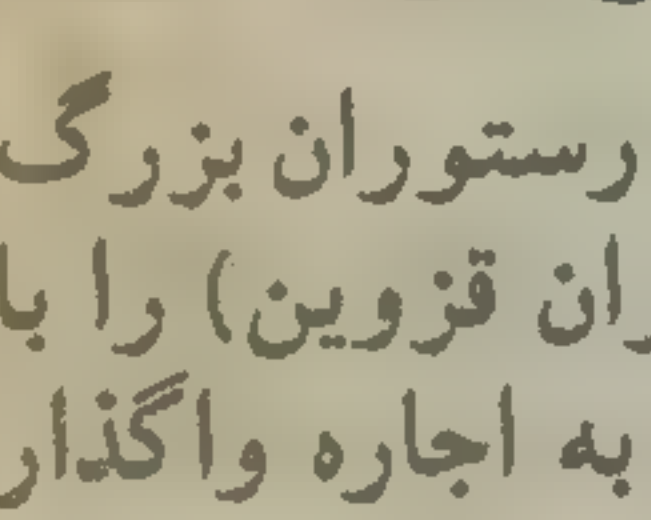 رستوران بزرگ
ران قزوین) را با
به اجاره واگذار